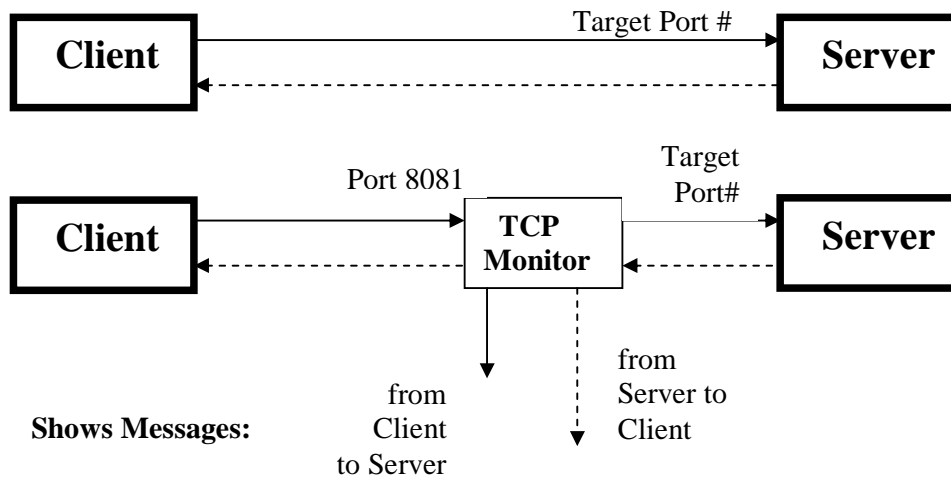 Target Port #
Client
Server
Target
Port 8081
Port#
Client
TCP
Monitor
Server
from
Client
to Server
from
Server to
Client
Shows Messages: